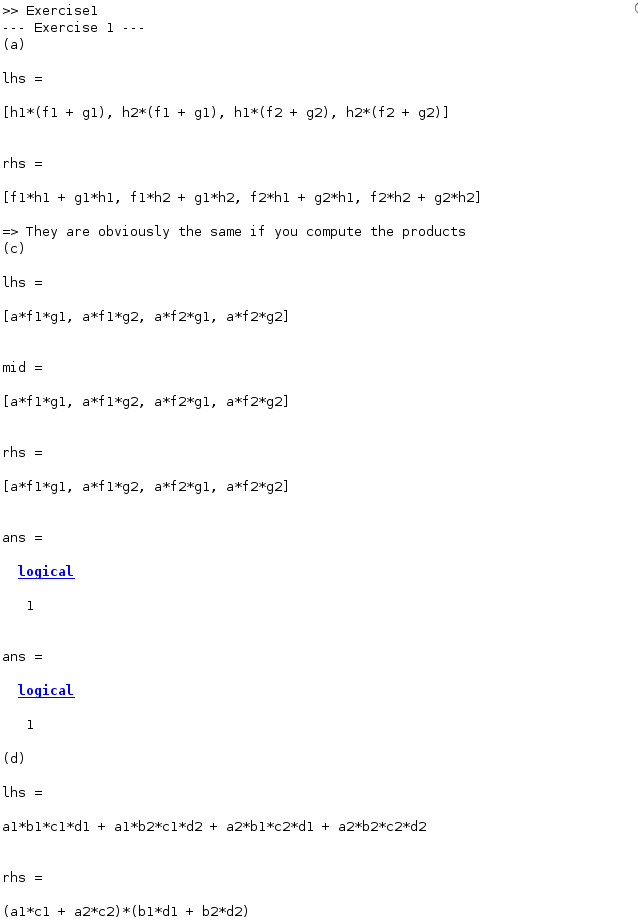 >> Exercise1
--- Exercise 1 ---
(a)
lhs =
[h1*(f1 + g1), h2*(f1 + g1), h1*(f2 + g2), h2*(f2 + g2)]
rhs =
[f1*h1 + g1*h1, f1*h2 + g1*h2, f2*h1 + g2*h1, f2*h2 + g2*h2]
=> They are obviously the same if you compute the products
(c)
lhs =
[a*f1*g1, a*f1*g2, a*f2*g1, a*f2*g2]
mid =
[a*f1*g1, a*f1*g2, a*f2*g1, a*f2*g2]
rhs =
[a*f1*g1, a*f1*g2, a*f2*g1, a*f2*g2]
ans =
logical
1
ans =
logical
1
(d)
lhs =
a1*b1*c1*d1 + a1*b2*c1*d2 + a2*b1*c2*d1 + a2*b2*c2*d2
rhs =
(a1*c1 + a2*c2)*(b1*d1 + b2*d2)